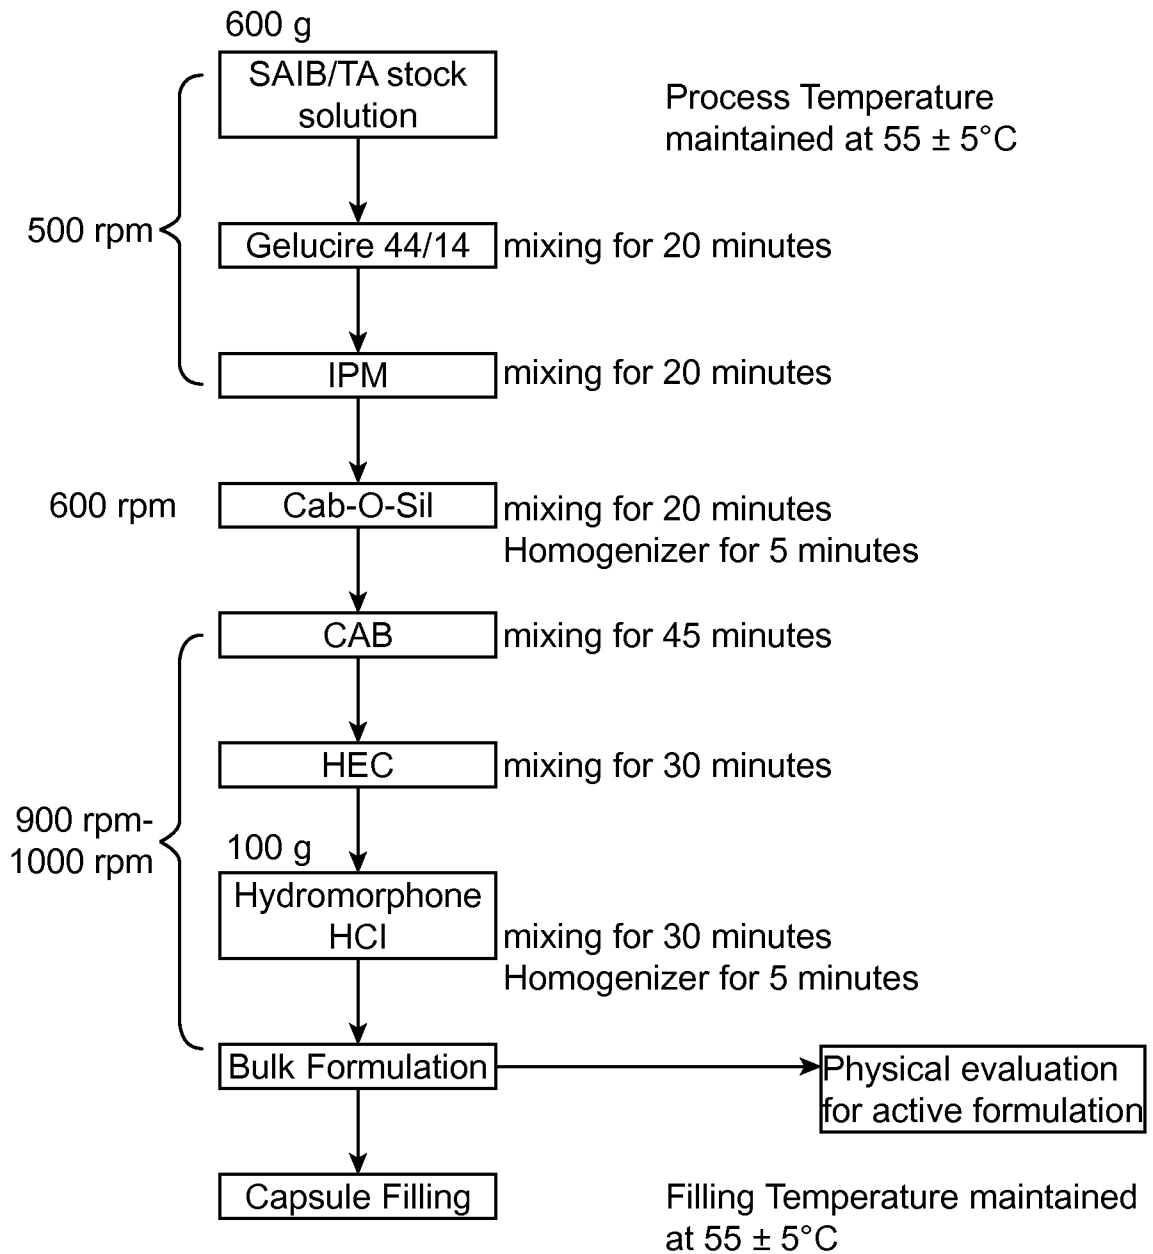 600 g
SAIB/TA stock
solution
Process Temperature
maintained at 55 ± 5°C
500 rpm
Gelucire 44/14
mixing for 20 minutes
IPM
mixing for 20 minutes
600 rpm
Cab-O-Sil
mixing for 20 minutes
Homogenizer for 5 minutes
CAB
mixing for 45 minutes
HEC
mixing for 30 minutes
900 rpm-
1000 rpm
100 g
Hydromorphone
HCl
mixing for 30 minutes
Homogenizer for 5 minutes
Bulk Formulation
Physical evaluation
for active formulation
Capsule Filling
Filling Temperature maintained
at 55 ± 5°C